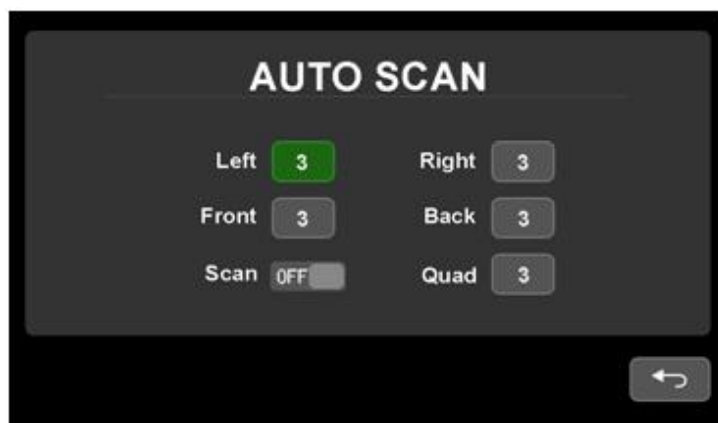 AUTO SCAN
Left 3 Right 3
Front 3 Back 3
Scan OFF Quad 3